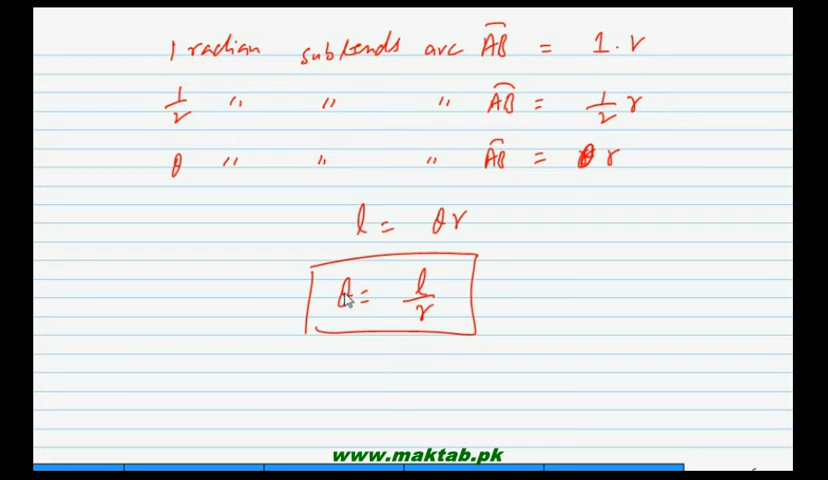 1 radian subtends arc AB = 1. r
1/2 " " " AB = 1/2 r
θ " " " AB = θ r
l = θ r
θ = l/r
www.maktab.pk